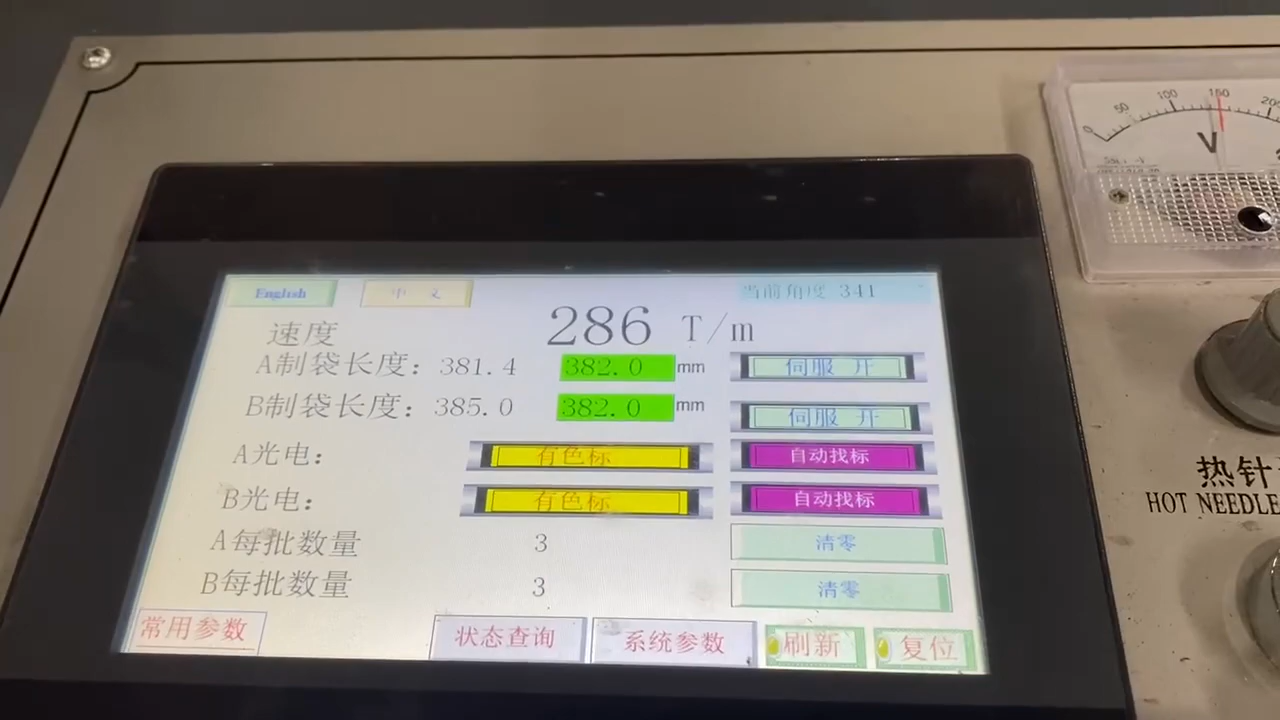 0 50 100 150 20
V
English 中 文 当前角度 341
速度 286 T/m
A制袋长度: 381.4 382.0 mm 伺服 开
B制袋长度: 385.0 382.0 mm 伺服 开
A光电: 有色标 自动找标
B光电: 有色标 自动找标
热针
HOT NEEDLE
A每批数量 3 清零
B每批数量 3 清零
常用参数 状态查询 系统参数 刷新 复位